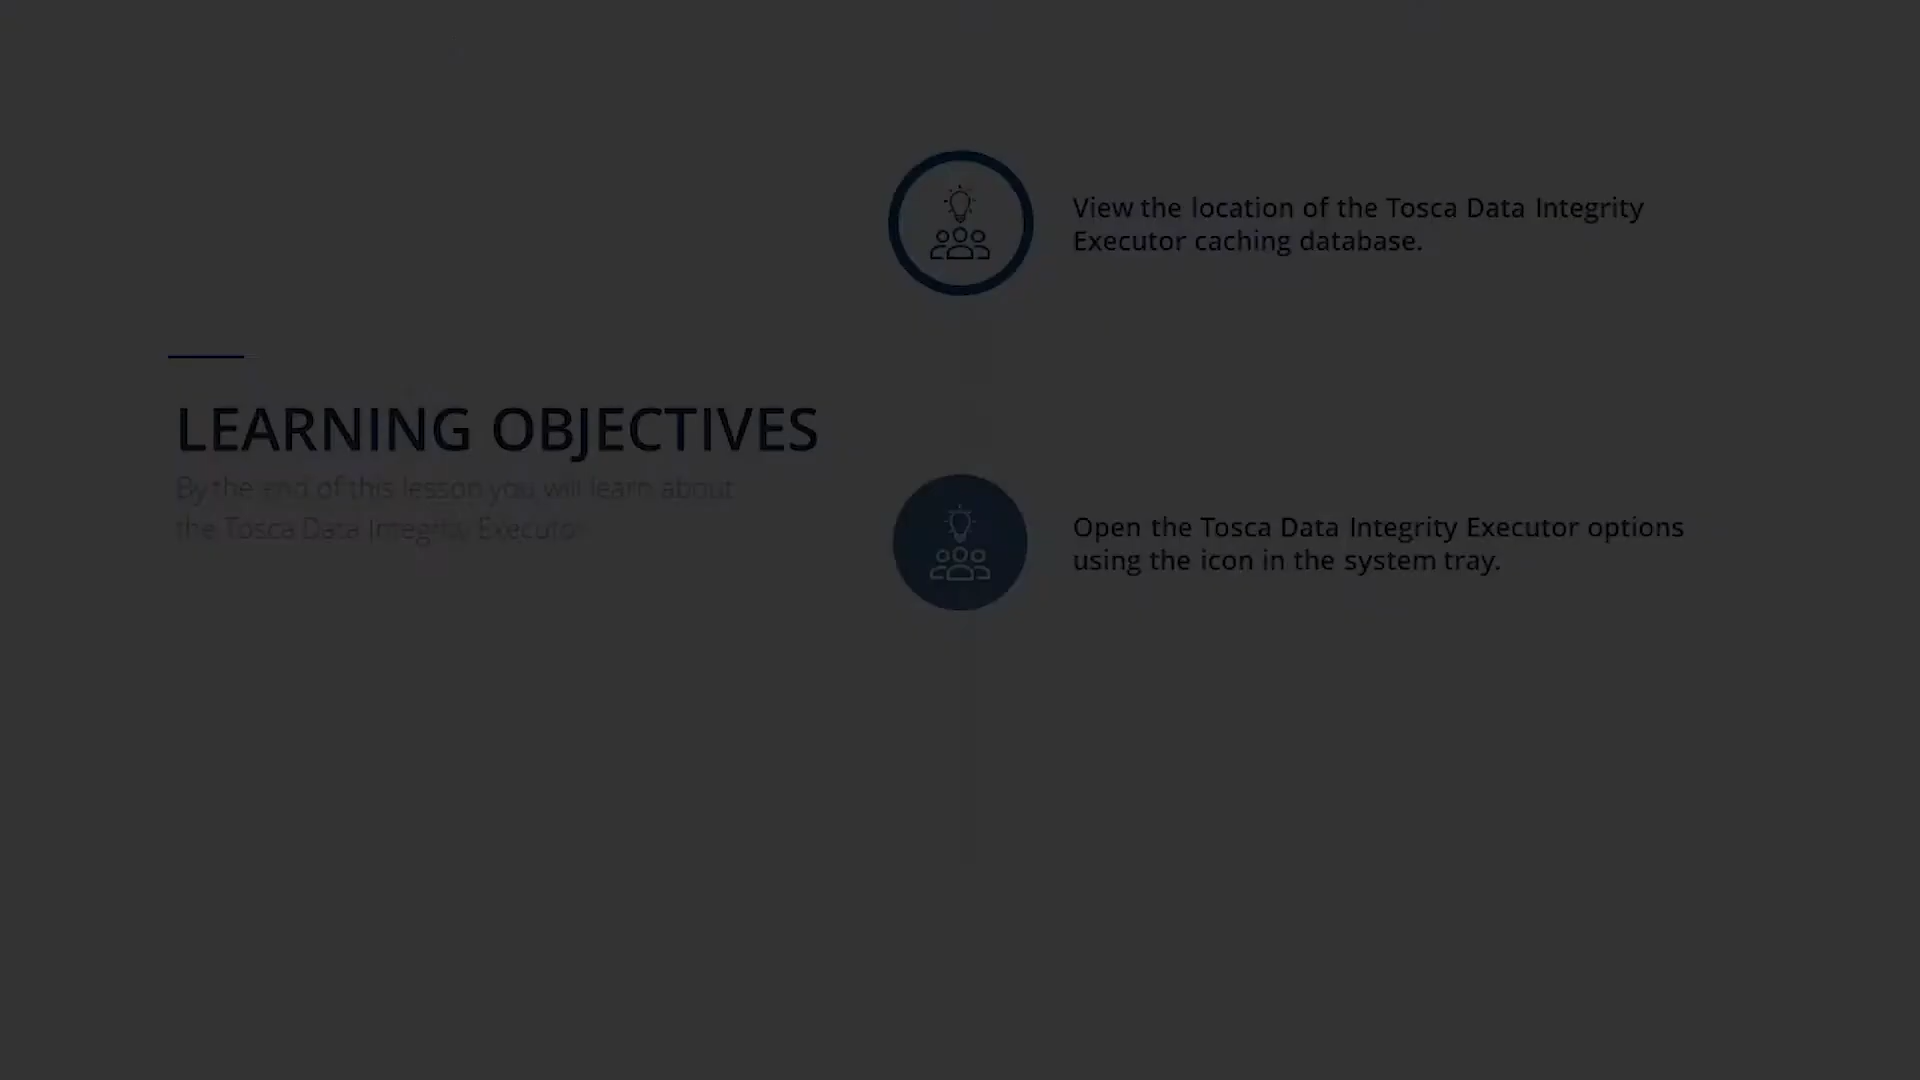 LEARNING OBJECTIVES
By the end of this lesson you will learn about
the Tosca Data Integrity Executor
View the location of the Tosca Data Integrity
Executor caching database.
Open the Tosca Data Integrity Executor options
using the icon in the system tray.